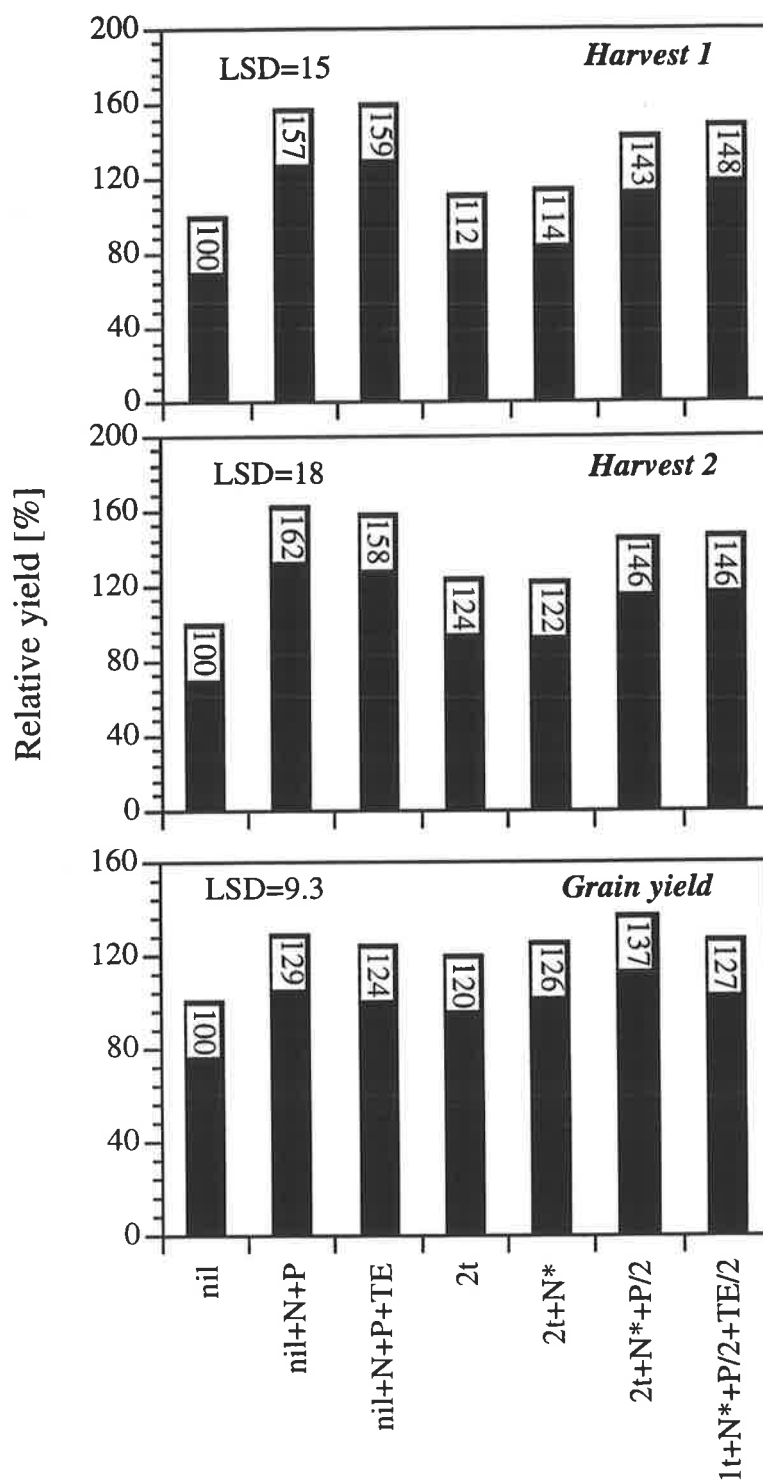 Relative yield [%]
200
160
120
80
40
0
LSD=15
Harvest 1
100
157
159
112
114
143
148
200
160
120
80
40
0
LSD=18
Harvest 2
100
162
158
124
122
146
146
160
120
80
40
0
LSD=9.3
Grain yield
100
129
124
120
126
137
127
nil
nil+N+P
nil+N+P+TE
2t
2t+N*
2t+N*+P/2
1t+N*+P/2+TE/2